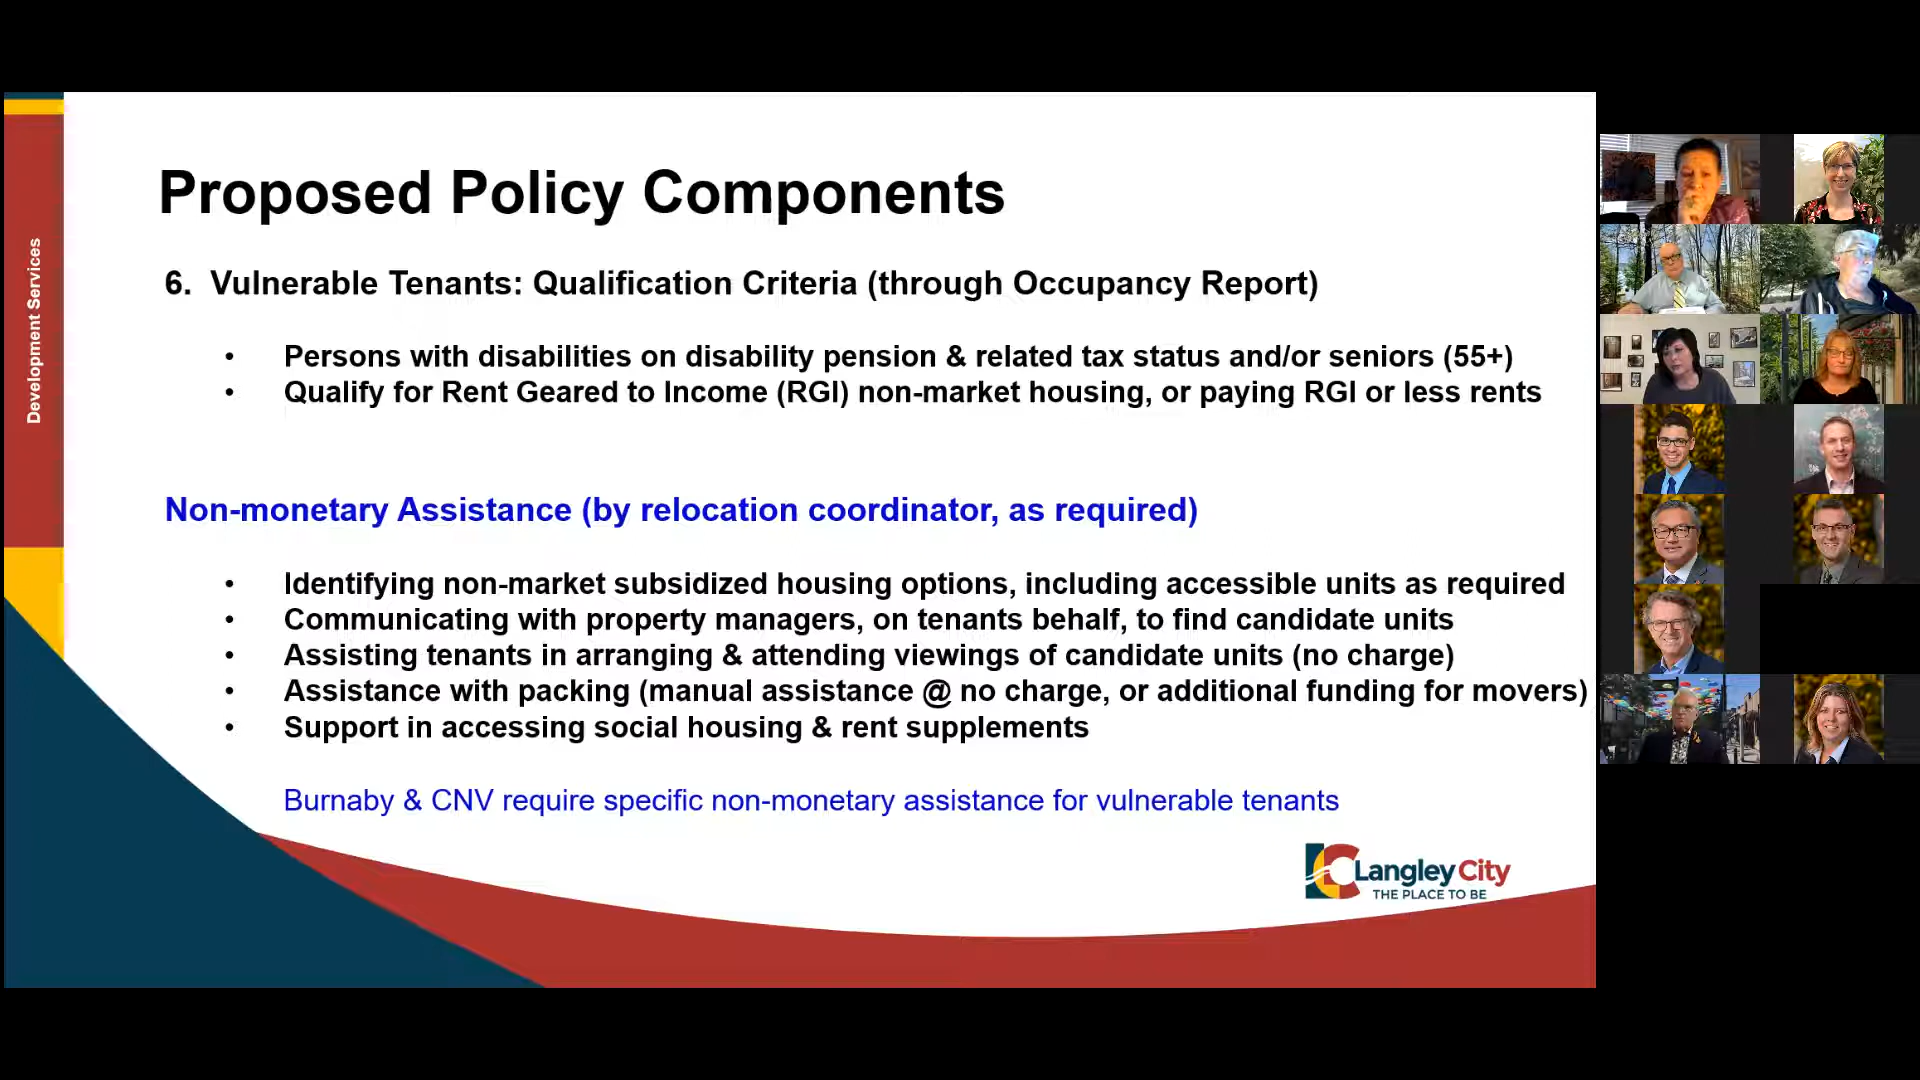 Development Services
Proposed Policy Components
6. Vulnerable Tenants: Qualification Criteria (through Occupancy Report)
• Persons with disabilities on disability pension & related tax status and/or seniors (55+)
• Qualify for Rent Geared to Income (RGI) non-market housing, or paying RGI or less rents
Non-monetary Assistance (by relocation coordinator, as required)
• Identifying non-market subsidized housing options, including accessible units as required
• Communicating with property managers, on tenants behalf, to find candidate units
• Assisting tenants in arranging & attending viewings of candidate units (no charge)
• Assistance with packing (manual assistance @ no charge, or additional funding for movers)
• Support in accessing social housing & rent supplements
Burnaby & CNV require specific non-monetary assistance for vulnerable tenants
LC Langley City
THE PLACE TO BE